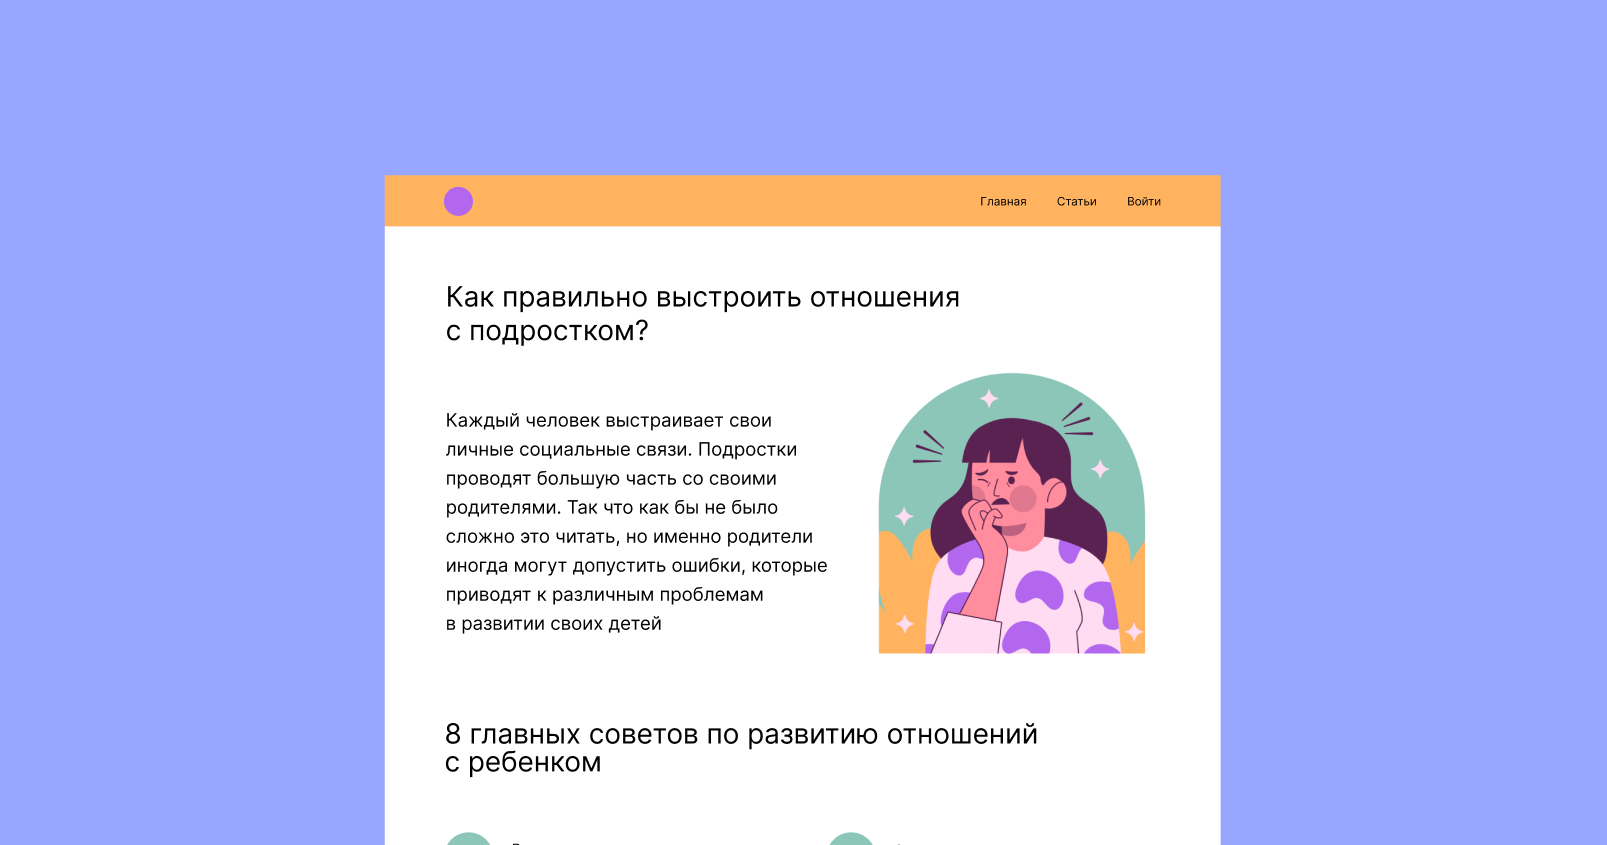 Главная Статьи Войти
Как правильно выстроить отношения
с подростком?
Каждый человек выстраивает свои
личные социальные связи. Подростки
проводят большую часть со своими
родителями. Так что как бы не было
сложно это читать, но именно родители
иногда могут допустить ошибки, которые
приводят к различным проблемам
в развитии своих детей
8 главных советов по развитию отношений
с ребенком